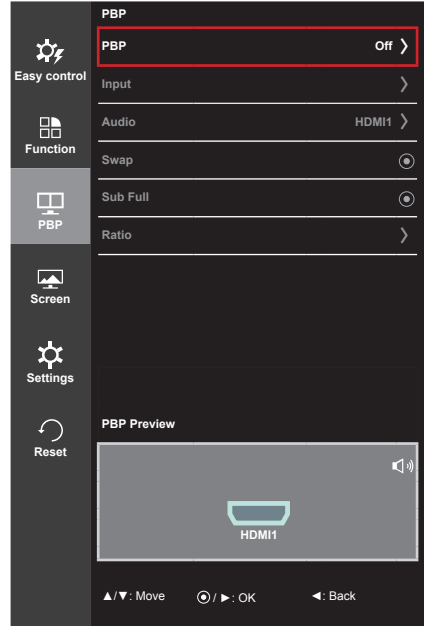 Easy control
Function
PBP
Screen
Settings
Reset
PBP
PBP Off
Input
Audio HDMI1
Swap
Sub Full
Ratio
PBP Preview
HDMI1
▲/▼: Move ⦿ / ►: OK ◄: Back